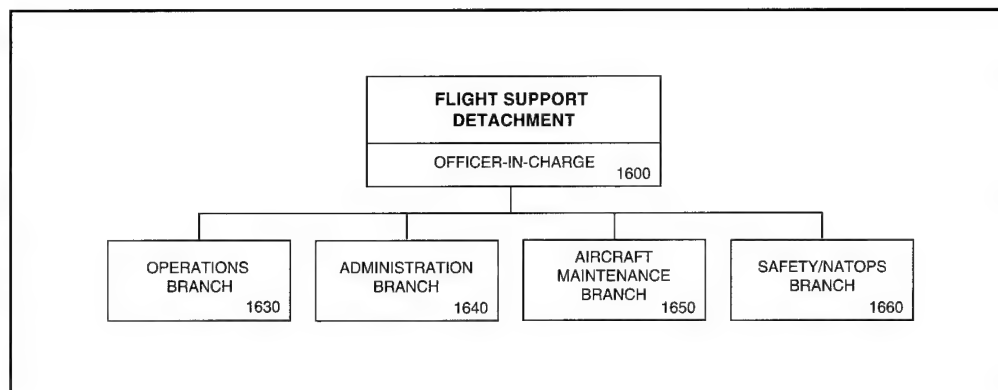 FLIGHT SUPPORT
DETACHMENT
OFFICER-IN-CHARGE
1600
OPERATIONS
BRANCH
1630
ADMINISTRATION
BRANCH
1640
AIRCRAFT
MAINTENANCE
BRANCH
1650
SAFETY/NATOPS
BRANCH
1660